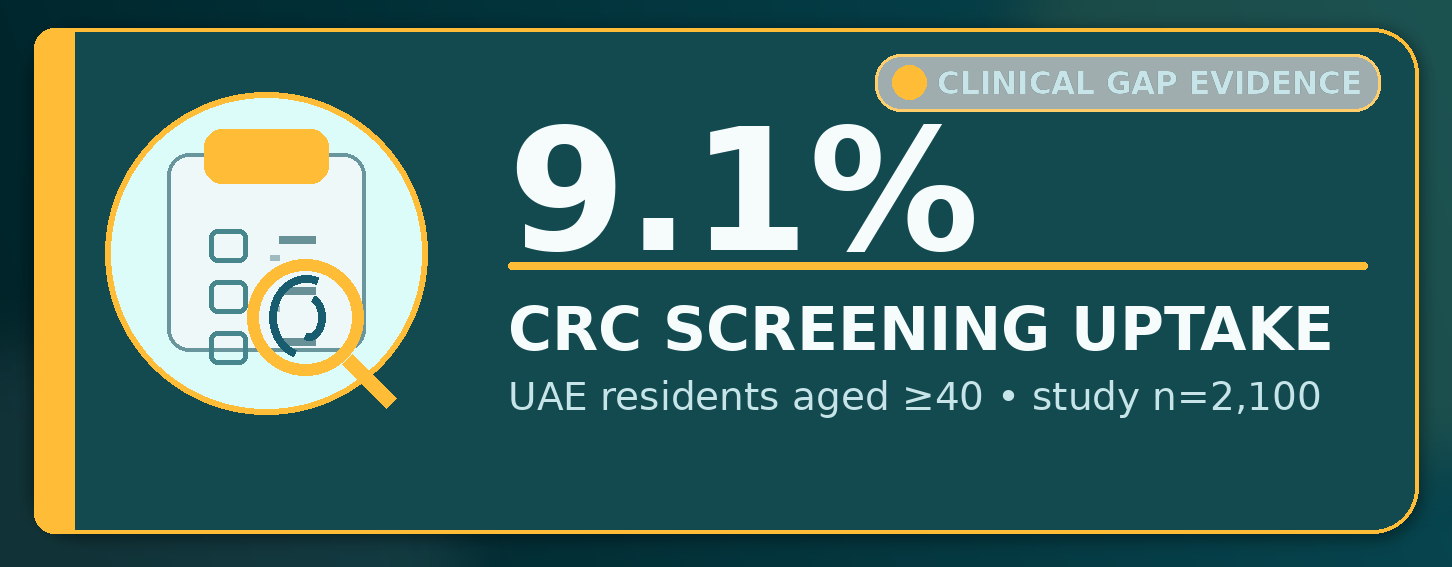 CLINICAL GAP EVIDENCE
9.1%
CRC SCREENING UPTAKE
UAE residents aged ≥40 • study n=2,100